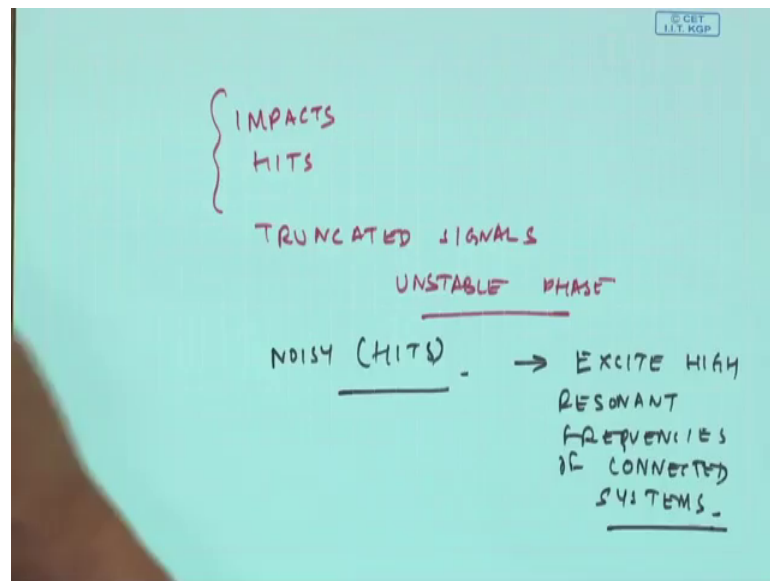 © CET
I.I.T. KGP
IMPACTS
HITS
TRUNCATED SIGNALS
UNSTABLE PHASE
NOISY (HITS). → EXCITE HIGH
RESONANT
FREQUENCIES
OF CONNECTED
SYSTEMS.